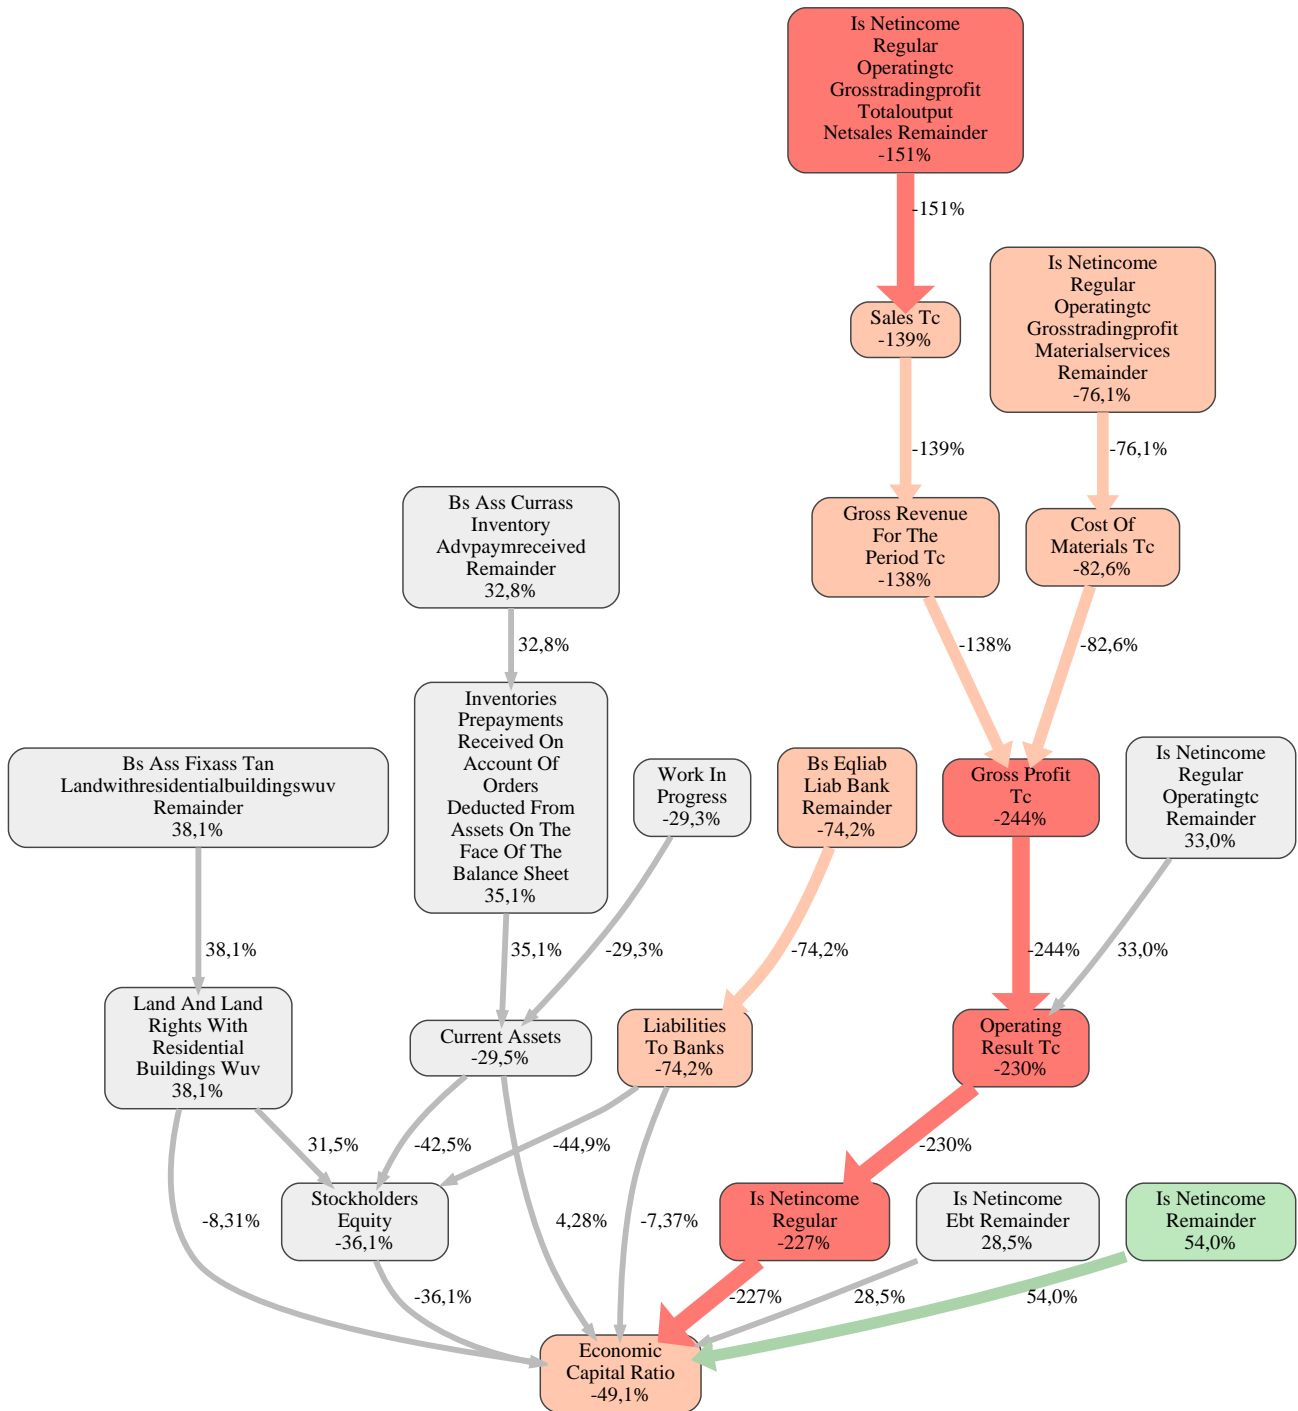 Is Netincome
Regular
Operatingtc
Grosstradingprofit
Totaloutput
Netsales Remainder
-151%
-151%
Is Netincome
Regular
Operatingtc
Grosstradingprofit
Materialservices
Remainder
-76,1%
Sales Tc
-139%
-139%
-76,1%
Bs Ass Currass
Inventory
Advpaymreceived
Remainder
32,8%
Gross Revenue
For The
Period Tc
-138%
Cost Of
Materials Tc
-82,6%
32,8%
-138%
-82,6%
Inventories
Prepayments
Received On
Account Of
Orders
Deducted From
Assets On The
Face Of The
Balance Sheet
35,1%
Bs Ass Fixass Tan
Landwithresidentialbuildingswuv
Remainder
38,1%
Work In
Progress
-29,3%
Bs Eqliab
Liab Bank
Remainder
-74,2%
Gross Profit
Tc
-244%
Is Netincome
Regular
Operatingtc
Remainder
33,0%
38,1%
35,1%
-29,3%
-74,2%
-244%
33,0%
Land And Land
Rights With
Residential
Buildings Wuv
38,1%
Current Assets
-29,5%
Liabilities
To Banks
-74,2%
Operating
Result Tc
-230%
31,5%
-42,5%
-44,9%
-230%
Stockholders
Equity
-36,1%
Is Netincome
Regular
-227%
Is Netincome
Ebt Remainder
28,5%
Is Netincome
Remainder
54,0%
-8,31%
4,28%
-7,37%
-36,1%
-227%
28,5%
54,0%
Economic
Capital Ratio
-49,1%